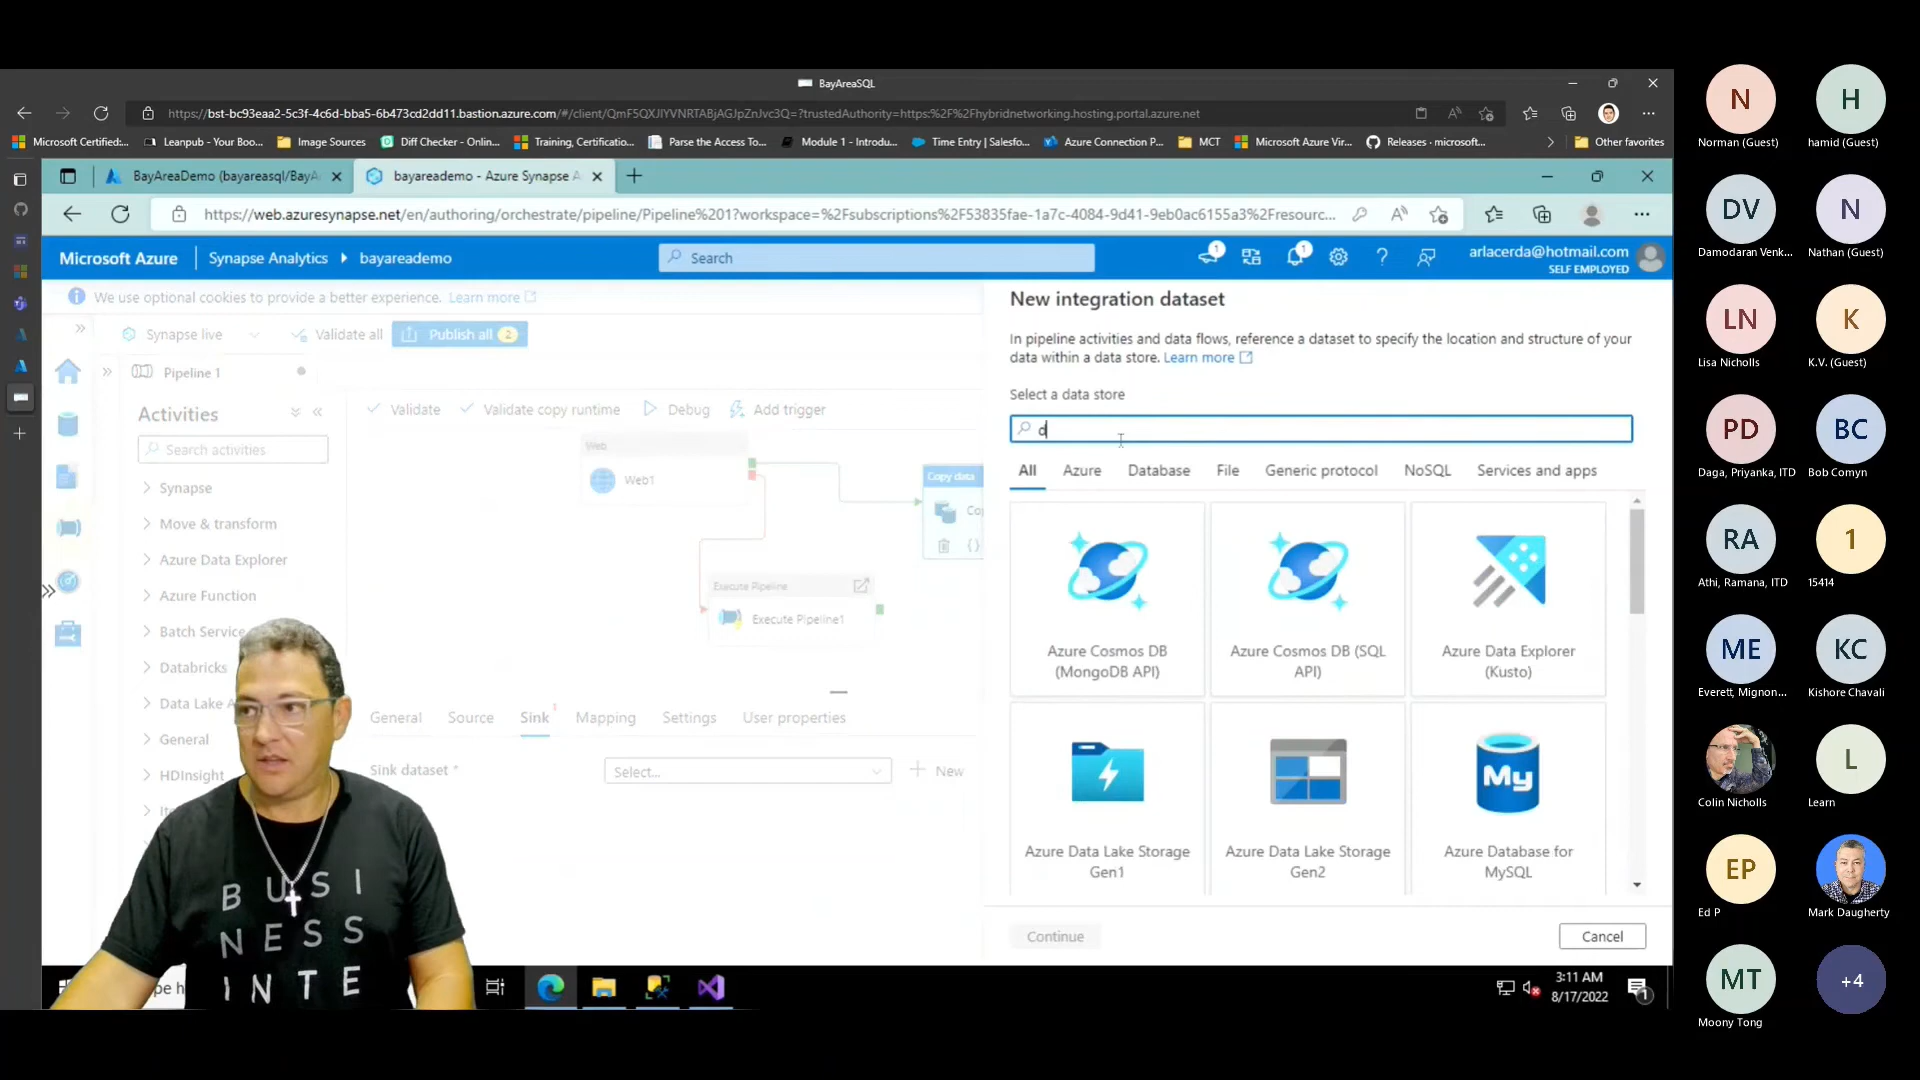 BayAreaSQL
https://bst-bc93eaa2-5c3f-4c6d-bba5-6b473cd2dd11.bastion.azure.com/#/client/QmF5QXJIYVNRTABjAGJpZnJvc3Q=?trustedAuthority=https:%2F%2Fhybridnetworking.hosting.portal.azure.net
Microsoft Certified:... Leanpub - Your Boo... Image Sources Diff Checker - Onlin... Training, Certificatio... Parse the Access To... Module 1 - Introdu... Time Entry | Salesfo... Azure Connection P... MCT Microsoft Azure Vir... Releases · microsoft... Other favorites
BayAreaDemo (bayareasql/BayA bayareademo - Azure Synapse A
https://web.azuresynapse.net/en/authoring/orchestrate/pipeline/Pipeline%201?workspace=%2Fsubscriptions%2F53835fae-1a7c-4084-9d41-9eb0ac6155a3%2Fresourc...
Microsoft Azure Synapse Analytics bayareademo Search 1 1 arlacerda@hotmail.com
SELF EMPLOYED
We use optional cookies to provide a better experience. Learn more
Synapse live Validate all Publish all 2
Pipeline 1
Activities
Search activities
Synapse
Move & transform
Azure Data Explorer
Azure Function
Batch Service
Databricks
Data Lake A
General
HDInsight
Validate Validate copy runtime Debug Add trigger
Web
Web1
Copy data
Co
Execute Pipeline
Execute Pipeline1
General Source Sink 1 Mapping Settings User properties
Sink dataset * Select... New
New integration dataset
In pipeline activities and data flows, reference a dataset to specify the location and structure of your
data within a data store. Learn more
Select a data store
d
All Azure Database File Generic protocol NoSQL Services and apps
Azure Cosmos DB
(MongoDB API)
Azure Cosmos DB (SQL
API)
Azure Data Explorer
(Kusto)
My
Azure Data Lake Storage
Gen1
Azure Data Lake Storage
Gen2
Azure Database for
MySQL
Continue Cancel
BUSI
NESS
INTE
pe h
3:11 AM
8/17/2022
1
N
Norman (Guest)
H
hamid (Guest)
DV
Damodaran Venk...
N
Nathan (Guest)
LN
Lisa Nicholls
K
K.V. (Guest)
PD
Daga, Priyanka, ITD
BC
Bob Comyn
RA
Athi, Ramana, ITD
1
15414
ME
Everett, Mignon...
KC
Kishore Chavali
Colin Nicholls
L
Learn
EP
Ed P
Mark Daugherty
MT
Moony Tong
+4